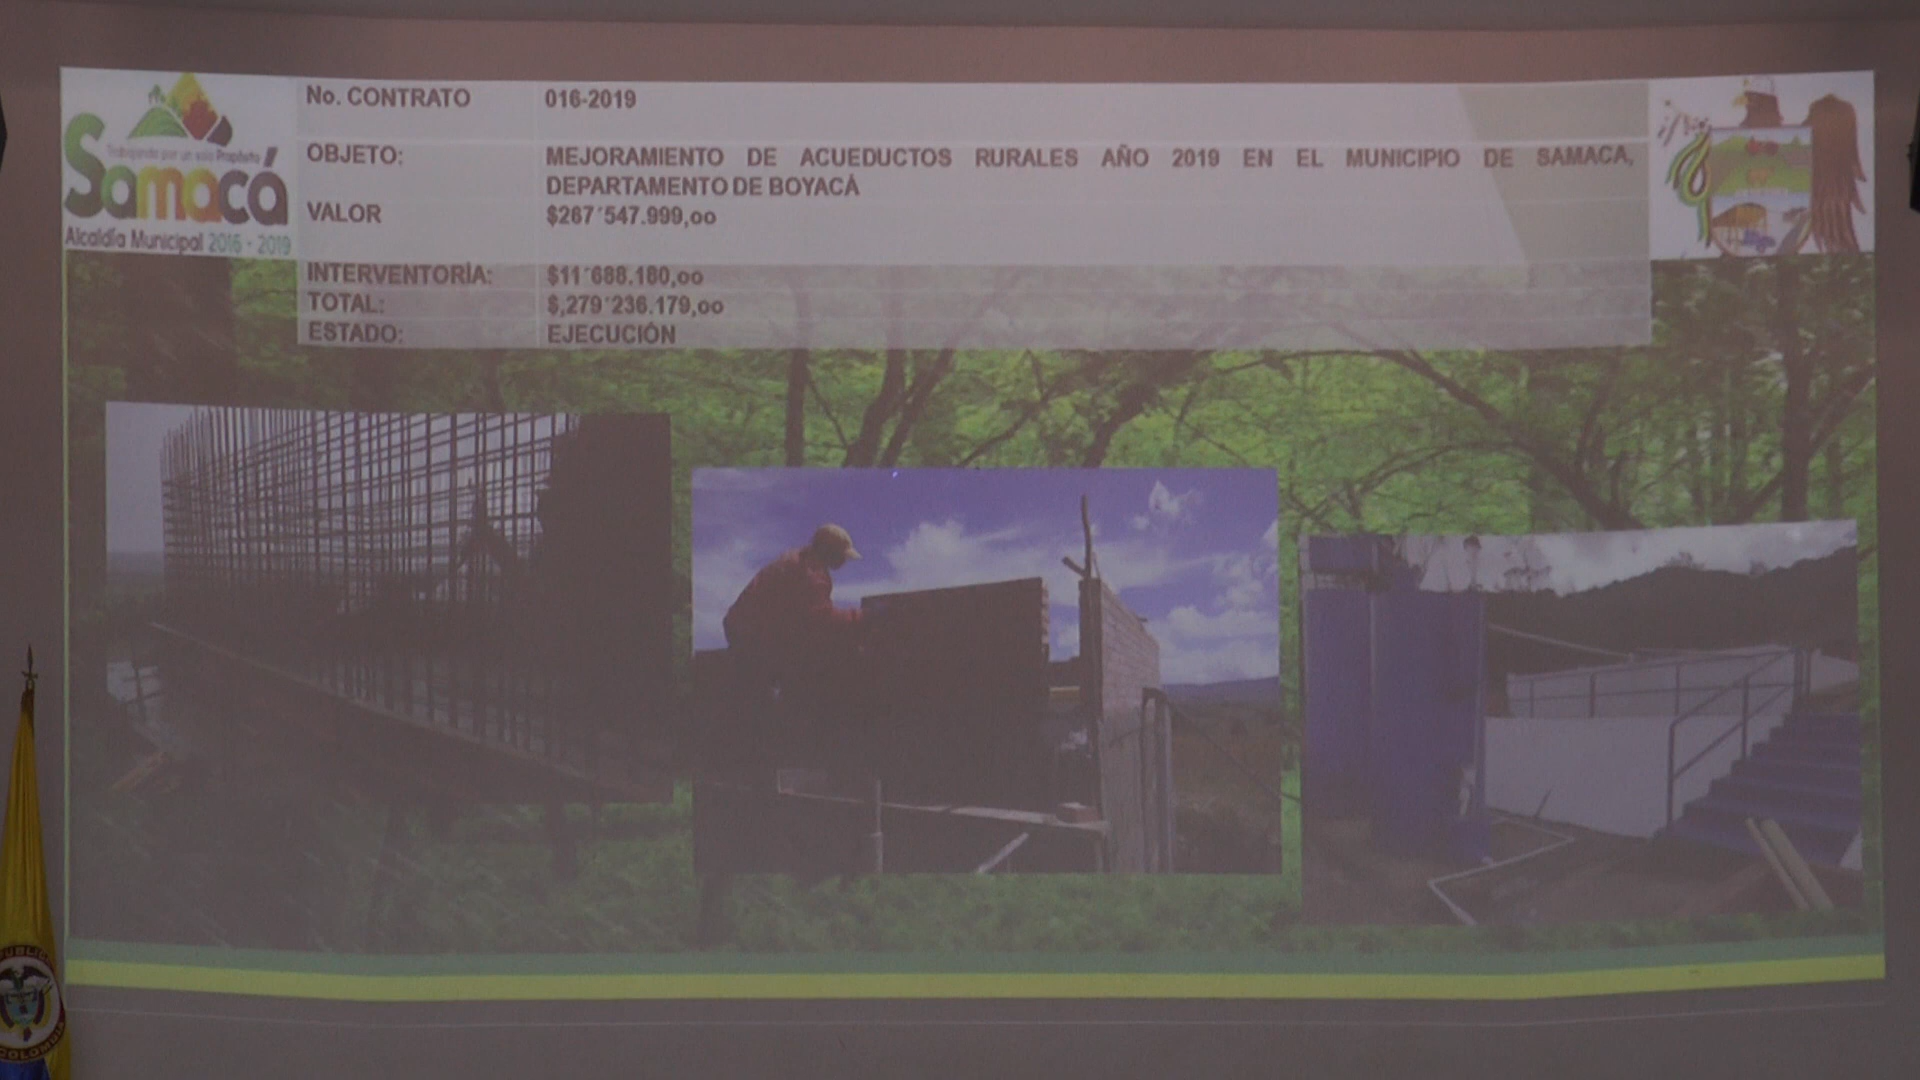 Trabajando por un solo Propósito
Samacá
Alcaldía Municipal 2016 - 2019
No. CONTRATO 016-2019
OBJETO: MEJORAMIENTO DE ACUEDUCTOS RURALES AÑO 2019 EN EL MUNICIPIO DE SAMACA,
DEPARTAMENTO DE BOYACÁ
VALOR $267´547.999,oo
INTERVENTORÍA: $11´688.180,oo
TOTAL: $,279´236.179,oo
ESTADO: EJECUCIÓN
COLOMBIA